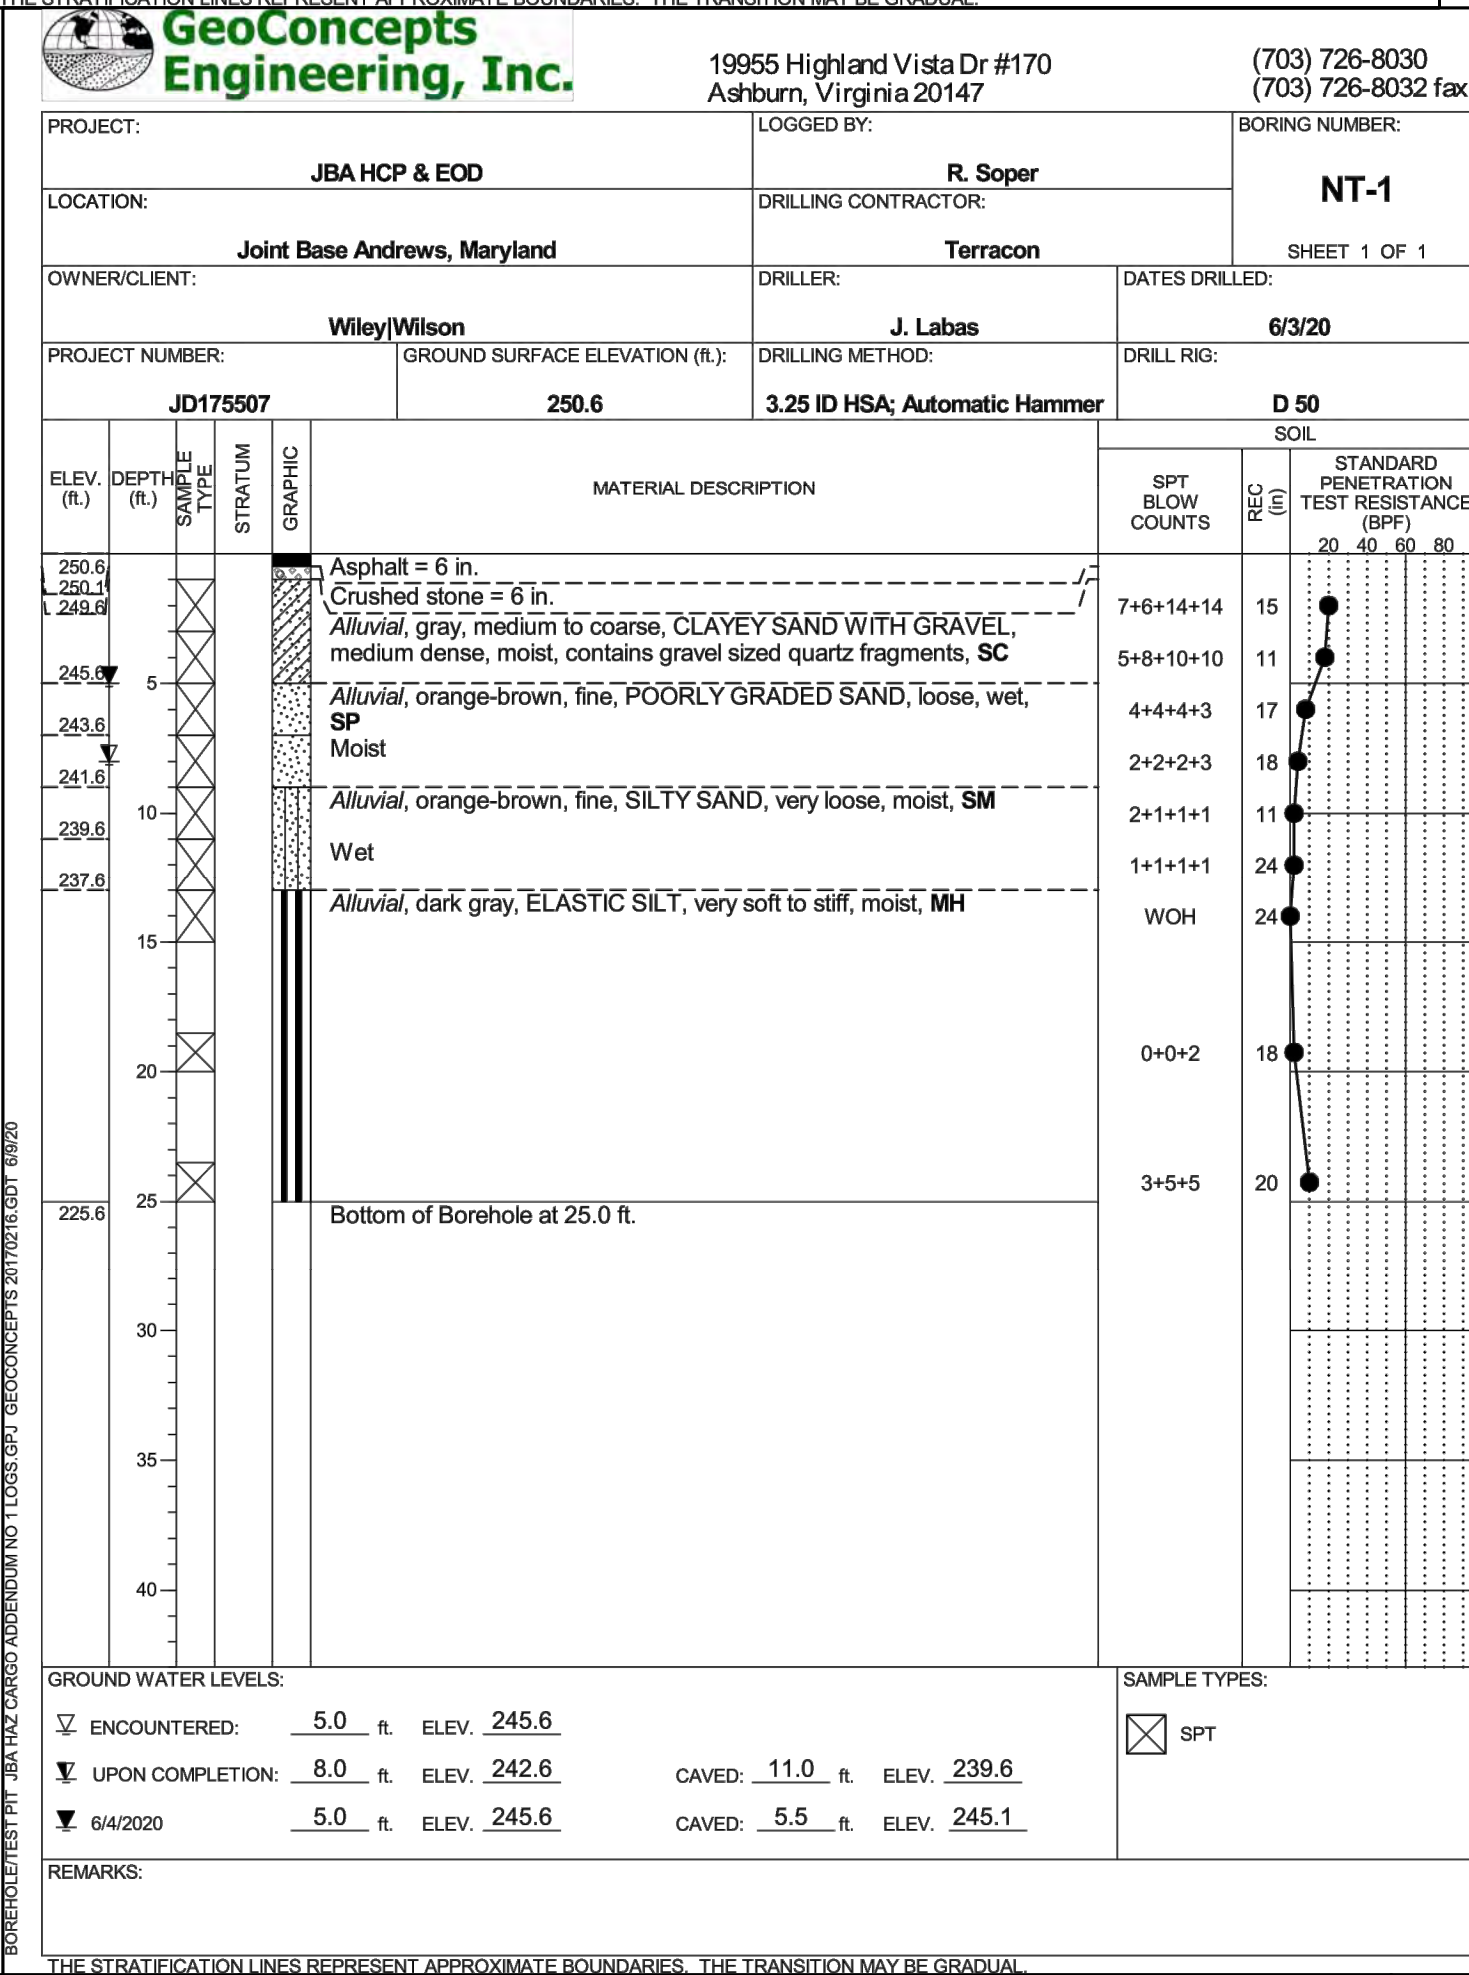 THE STRATIFICATION LINES REPRESENT APPROXIMATE BOUNDARIES. THE TRANSITION MAY BE GRADUAL.
GeoConcepts
Engineering, Inc.
19955 Highland Vista Dr #170
Ashburn, Virginia 20147
(703) 726-8030
(703) 726-8032 fax
PROJECT:
JBA HCP & EOD
LOGGED BY:
R. Soper
BORING NUMBER:
NT-1
SHEET 1 OF 1
LOCATION:
Joint Base Andrews, Maryland
DRILLING CONTRACTOR:
Terracon
OWNER/CLIENT:
Wiley|Wilson
DRILLER:
J. Labas
DATES DRILLED:
6/3/20
PROJECT NUMBER:
JD175507
GROUND SURFACE ELEVATION (ft.):
250.6
DRILLING METHOD:
3.25 ID HSA; Automatic Hammer
DRILL RIG:
D 50
ELEV.
(ft.)
DEPTH
(ft.)
SAMPLE
TYPE
STRATUM
GRAPHIC
MATERIAL DESCRIPTION
SOIL
SPT
BLOW
COUNTS
REC
(in)
STANDARD
PENETRATION
TEST RESISTANCE
(BPF)
20 40 60 80
250.6
Asphalt = 6 in.
250.1
Crushed stone = 6 in.
249.6
Alluvial, gray, medium to coarse, CLAYEY SAND WITH GRAVEL,
medium dense, moist, contains gravel sized quartz fragments, SC
7+6+14+14 15
5+8+10+10 11
245.6
5
Alluvial, orange-brown, fine, POORLY GRADED SAND, loose, wet,
SP
4+4+4+3 17
243.6
Moist
2+2+2+3 18
241.6
Alluvial, orange-brown, fine, SILTY SAND, very loose, moist, SM
10
2+1+1+1 11
239.6
Wet
1+1+1+1 24
237.6
Alluvial, dark gray, ELASTIC SILT, very soft to stiff, moist, MH
WOH 24
15
0+0+2 18
20
3+5+5 20
25
225.6
Bottom of Borehole at 25.0 ft.
30
35
40
GROUND WATER LEVELS:
ENCOUNTERED: 5.0 ft. ELEV. 245.6
UPON COMPLETION: 8.0 ft. ELEV. 242.6 CAVED: 11.0 ft. ELEV. 239.6
6/4/2020 5.0 ft. ELEV. 245.6 CAVED: 5.5 ft. ELEV. 245.1
SAMPLE TYPES:
SPT
REMARKS:
THE STRATIFICATION LINES REPRESENT APPROXIMATE BOUNDARIES. THE TRANSITION MAY BE GRADUAL.
BOREHOLE/TEST PIT JBA HAZ CARGO ADDENDUM NO 1 LOGS.GPJ GEOCONCEPTS 20170216.GDT 6/9/20